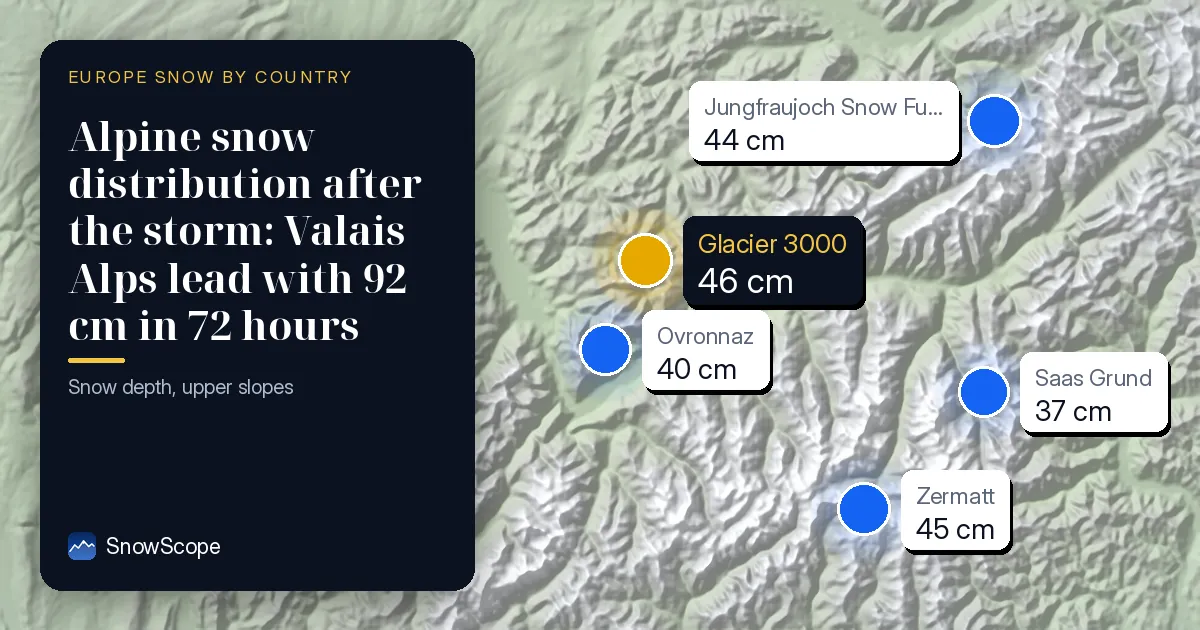 EUROPE SNOW BY COUNTRY
Alpine snow
distribution after
the storm: Valais
Alps lead with 92
cm in 72 hours
Snow depth, upper slopes
SnowScope
Jungfraujoch Snow Fu...
44 cm
Glacier 3000
46 cm
Ovronnaz
40 cm
Saas Grund
37 cm
Zermatt
45 cm